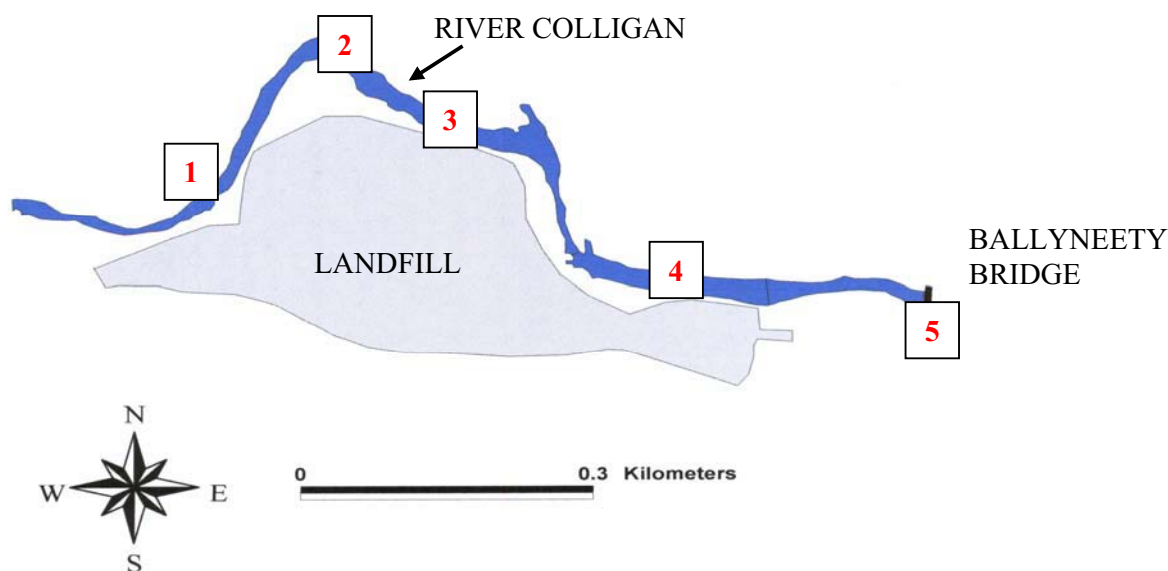 2
RIVER COLLIGAN
3
1
LANDFILL
4
BALLYNEETY
BRIDGE
5
N
W E
S
0 0.3 Kilometers